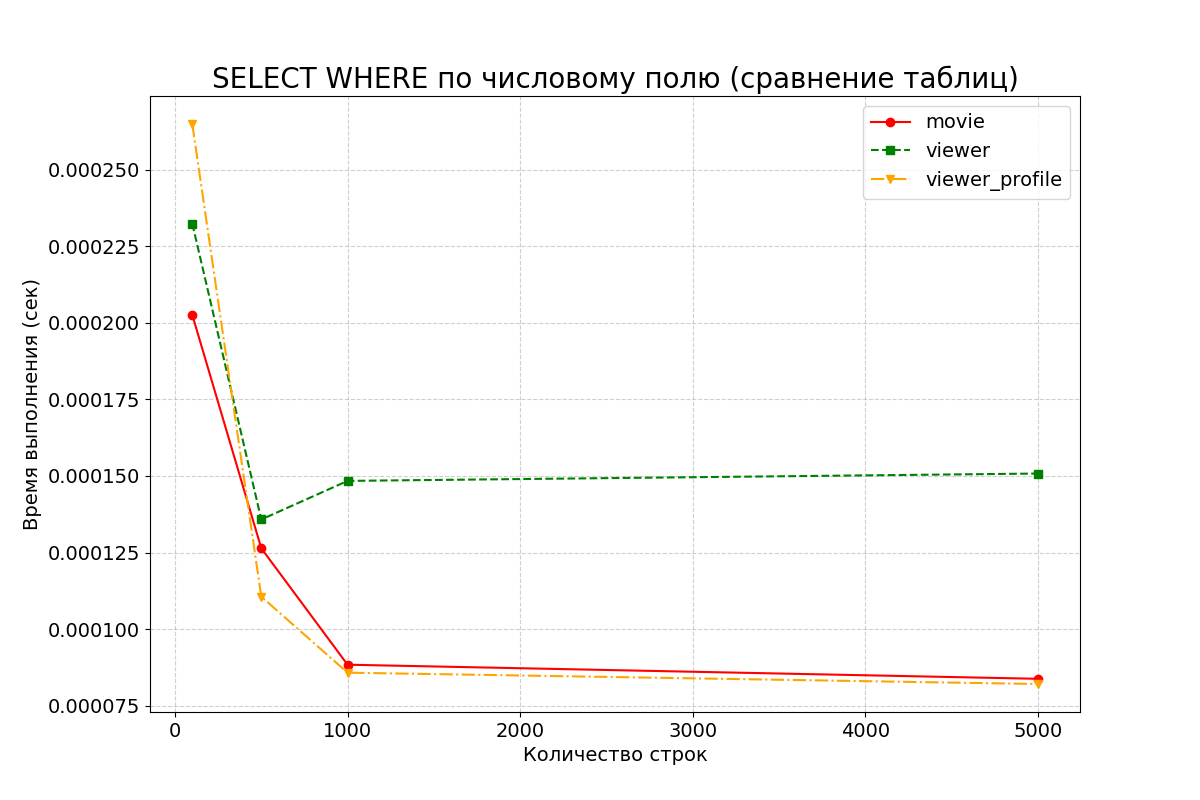 SELECT WHERE по числовому полю (сравнение таблиц)
movie
viewer
viewer_profile
Время выполнения (сек)
0.000250
0.000225
0.000200
0.000175
0.000150
0.000125
0.000100
0.000075
0 1000 2000 3000 4000 5000
Количество строк